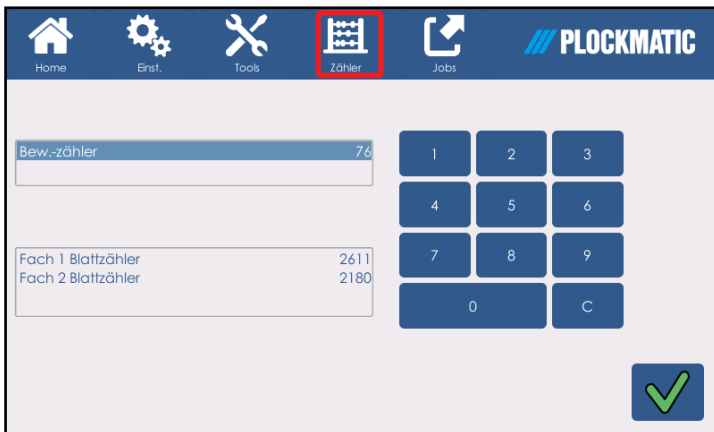 Home Einst. Tools Zähler Jobs PLOCKMATIC
Bew.-zähler 76
1 2 3
4 5 6
Fach 1 Blattzähler 2611
Fach 2 Blattzähler 2180
7 8 9
0 C